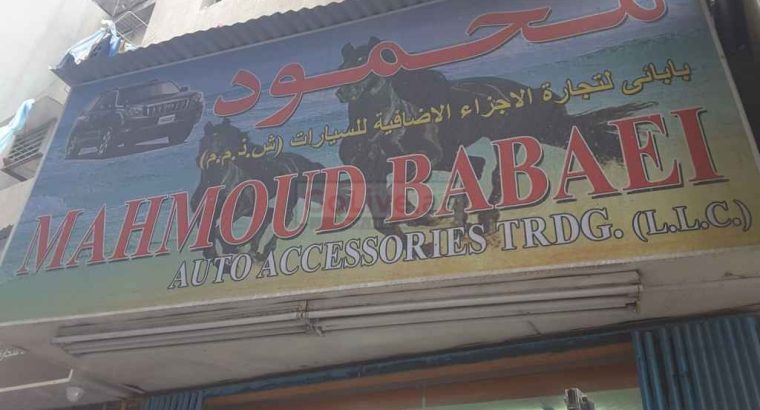 محمود
بابائى لتجارة الاجزاء الاضافية للسيارات (ش.ذ.م.م)
MAHMOUD BABAEI
AUTO ACCESSORIES TRDG. (L.L.C.)